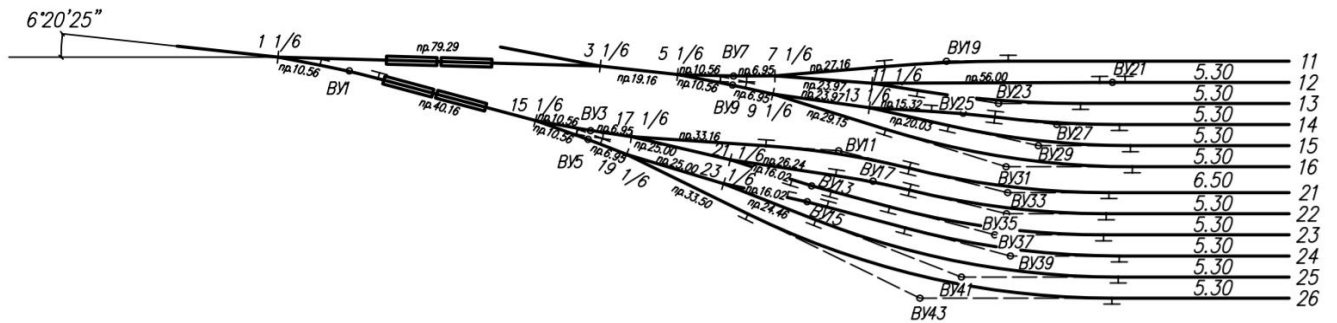 6°20'25"
1 1/6
пр.79.29
3 1/6
5 1/6
ВУ7
7 1/6
ВУ19
11
пр.10.56
ВУ1
пр.19.16
пр.10.56
пр.6.95
пр.27.16
11 1/6
пр.56.00
ВУ21
5.30
12
пр.40.16
пр.10.56
ВУ9
пр.6.95
9 1/6
пр.23.97
пр.23.97
13 1/6
ВУ23
5.30
13
15 1/6
ВУ3
17 1/6
пр.29.15
пр.15.32
ВУ25
5.30
14
пр.10.56
пр.6.95
пр.33.16
пр.20.03
ВУ27
5.30
15
пр.10.56
ВУ5
пр.6.95
19 1/6
пр.25.00
21 1/6
ВУ11
ВУ29
5.30
16
пр.25.00
23 1/6
пр.26.24
пр.16.02
ВУ17
ВУ31
6.50
21
пр.33.50
пр.16.02
ВУ13
ВУ33
5.30
22
пр.24.46
ВУ15
ВУ35
5.30
23
ВУ37
5.30
24
ВУ39
5.30
25
ВУ41
5.30
26
ВУ43